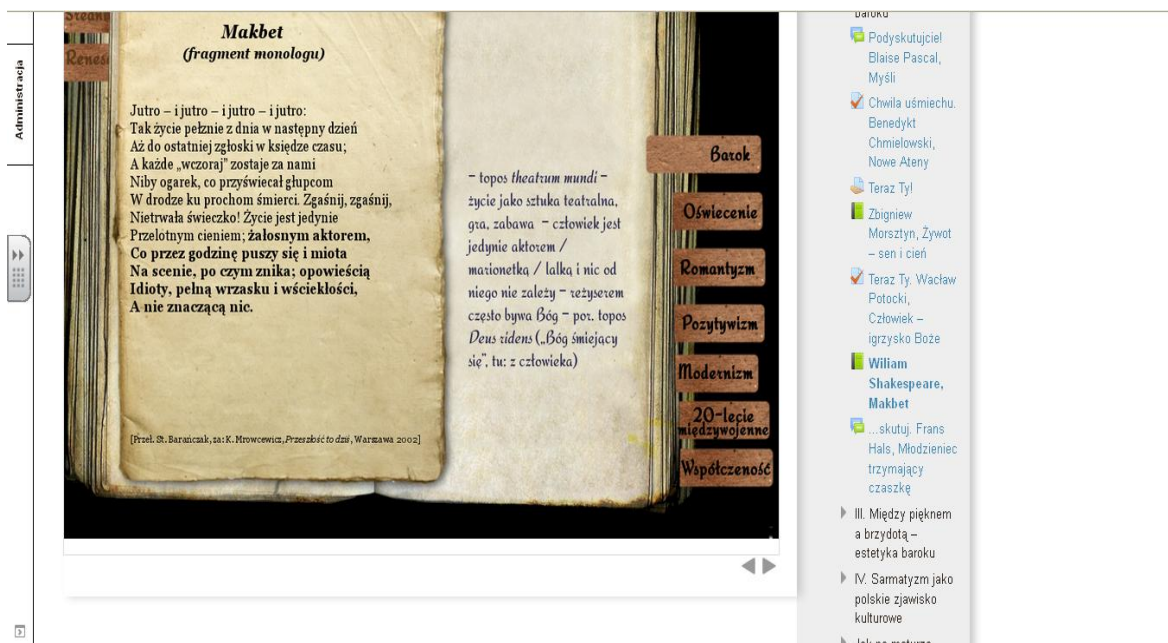 Administracja
Renes
Makbet
(fragment monologu)
Jutro – i jutro – i jutro – i jutro:
Tak życie pełznie z dnia w następny dzień
Aż do ostatniej zgłoski w księdze czasu;
A każde „wczoraj” zostaje za nami
Niby ogarek, co przyświecał głupcom
W drodze ku prochom śmierci. Zgaśnij, zgaśnij,
Nietrwała świeczko! Życie jest jedynie
Przelotnym cieniem; żałosnym aktorem,
Co przez godzinę puszy się i miota
Na scenie, po czym znika; opowieścią
Idioty, pełną wrzasku i wściekłości,
A nie znaczącą nic.
[Przeł. St. Barańczak, za: K. Mrowcewicz, Przeszłość to dziś, Warszawa 2002]
– topos theatrum mundi –
życie jako sztuka teatralna,
gra, zabawa – człowiek jest
jedynie aktorem /
marionetką / lalką i nic od
niego nie zależy – reżyserem
często bywa Bóg – por. topos
Deus ridens („Bóg śmiejący
się”, tu: z człowieka)
Barok
Oświecenie
Romantyzm
Pozytywizm
Modernizm
20-lecie
międzywojenne
Współczesność
baroku
Podyskutujcie!
Blaise Pascal,
Myśli
Chwila uśmiechu.
Benedykt
Chmielowski,
Nowe Ateny
Teraz Ty!
Zbigniew
Morsztyn, Żywot
– sen i cień
Teraz Ty. Wacław
Potocki,
Człowiek –
igrzysko Boże
Wiliam
Shakespeare,
Makbet
...skutuj. Frans
Hals, Młodzieniec
trzymający
czaszkę
III. Między pięknem
a brzydotą –
estetyka baroku
IV. Sarmatyzm jako
polskie zjawisko
kulturowe